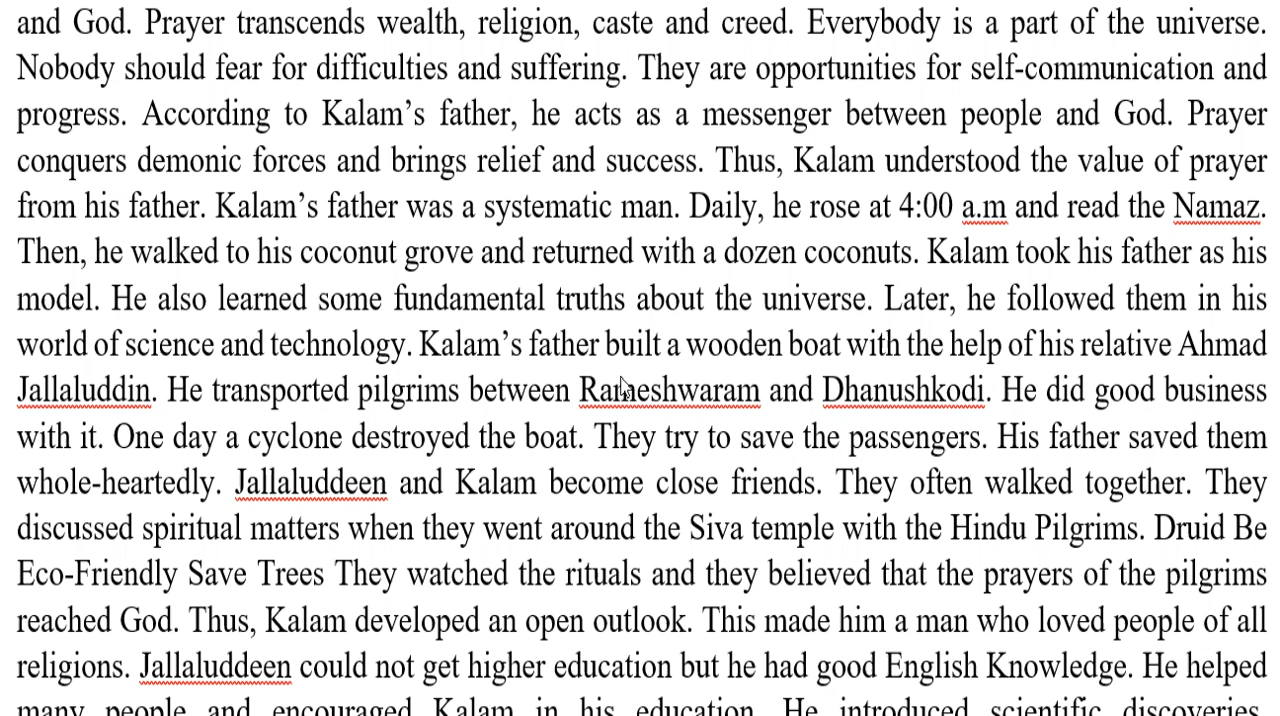 and God. Prayer transcends wealth, religion, caste and creed. Everybody is a part of the universe.
Nobody should fear for difficulties and suffering. They are opportunities for self-communication and
progress. According to Kalam’s father, he acts as a messenger between people and God. Prayer
conquers demonic forces and brings relief and success. Thus, Kalam understood the value of prayer
from his father. Kalam’s father was a systematic man. Daily, he rose at 4:00 a.m and read the Namaz.
Then, he walked to his coconut grove and returned with a dozen coconuts. Kalam took his father as his
model. He also learned some fundamental truths about the universe. Later, he followed them in his
world of science and technology. Kalam’s father built a wooden boat with the help of his relative Ahmad
Jallaluddin. He transported pilgrims between Rameshwaram and Dhanushkodi. He did good business
with it. One day a cyclone destroyed the boat. They try to save the passengers. His father saved them
whole-heartedly. Jallaluddeen and Kalam become close friends. They often walked together. They
discussed spiritual matters when they went around the Siva temple with the Hindu Pilgrims. Druid Be
Eco-Friendly Save Trees They watched the rituals and they believed that the prayers of the pilgrims
reached God. Thus, Kalam developed an open outlook. This made him a man who loved people of all
religions. Jallaluddeen could not get higher education but he had good English Knowledge. He helped
many people and encouraged Kalam in his education. He introduced scientific discoveries,